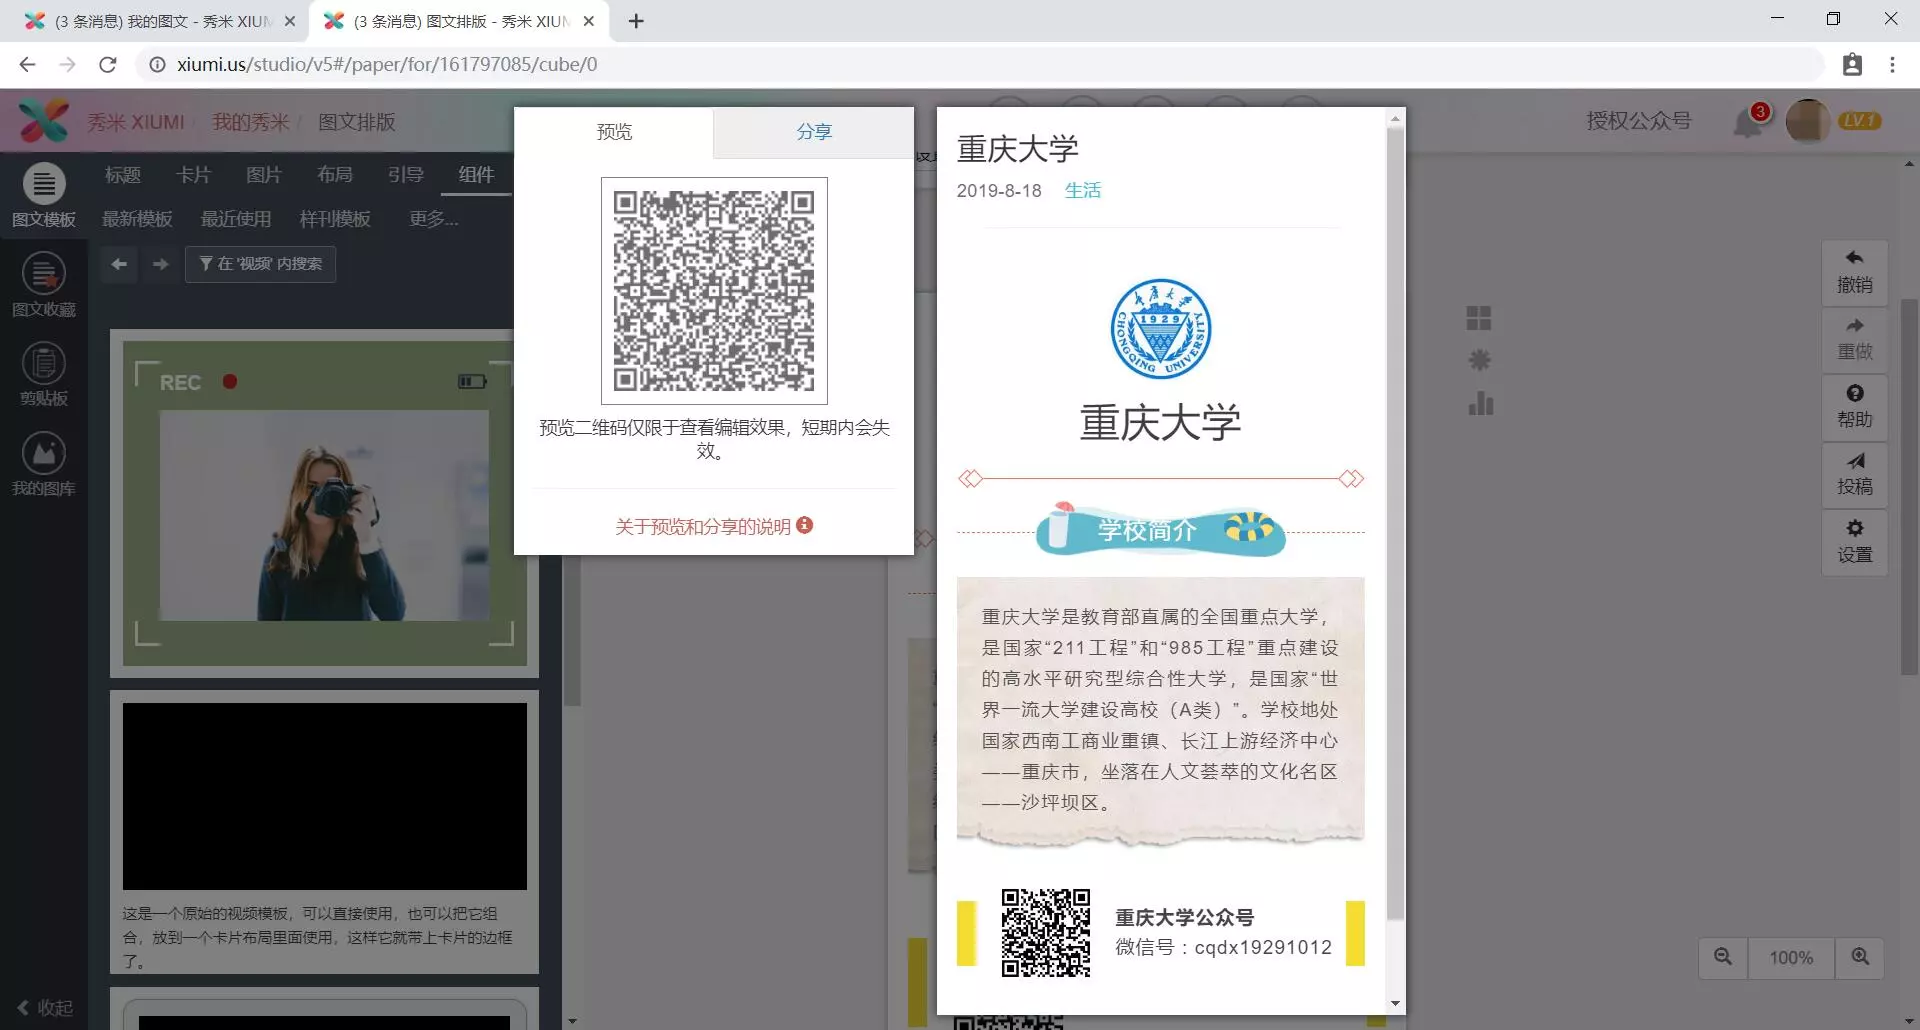 (3 条消息) 我的图文 - 秀米 XIUM
(3 条消息) 图文排版 - 秀米 XIUM
xiumi.us/studio/v5#/paper/for/161797085/cube/0
秀米 XIUMI / 我的秀米 / 图文排版
授权公众号
3
LV.1
图文模板
图文收藏
剪贴板
我的图库
收起
标题 卡片 图片 布局 引导 组件
最新模板 最近使用 样刊模板 更多...
在 '视频' 内搜索
REC
这是一个原始的视频模板，可以直接使用，也可以把它组
合，放到一个卡片布局里面使用，这样它就带上卡片的边框
了。
预览 分享
预览二维码仅限于查看编辑效果，短期内会失
效。
关于预览和分享的说明
重庆大学
2019-8-18 生活
重庆大学
1929
CHONGQING UNIVERSITY
重庆大学
学校简介
重庆大学是教育部直属的全国重点大学，
是国家“211工程”和“985工程”重点建设
的高水平研究型综合性大学，是国家“世
界一流大学建设高校（A类）”。学校地处
国家西南工商业重镇、长江上游经济中心
——重庆市，坐落在人文荟萃的文化名区
——沙坪坝区。
重庆大学公众号
微信号：cqdx19291012
撤销
重做
帮助
投稿
设置
100%